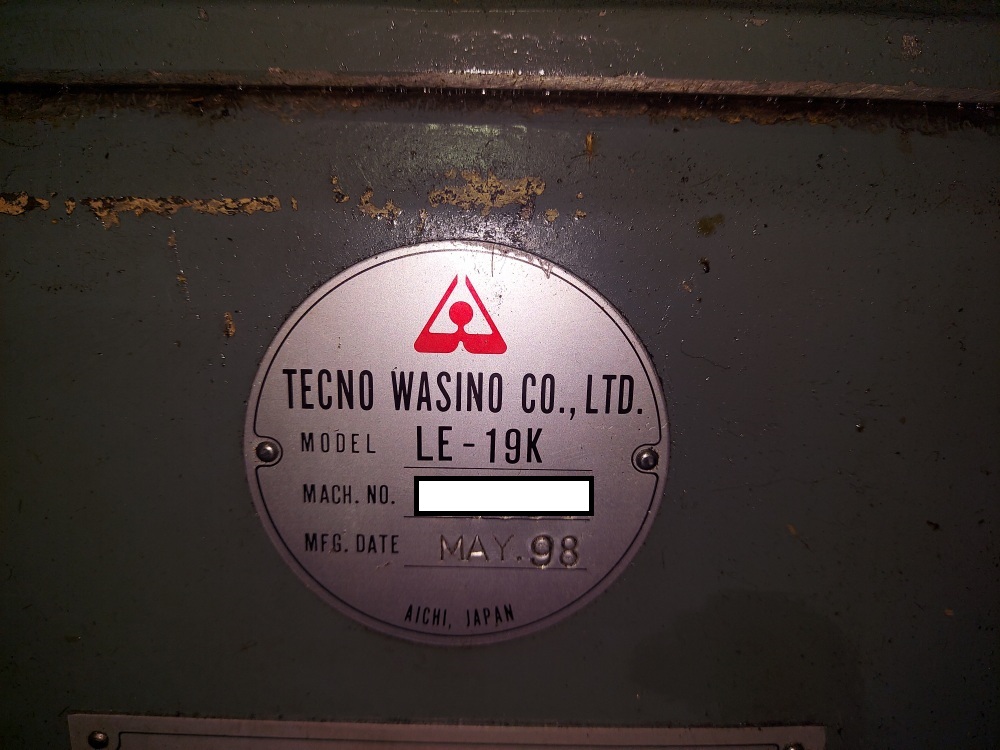 TECNO WASINO CO., LTD.
MODEL LE-19K
MACH. NO.
MFG. DATE MAY. 98
AICHI, JAPAN